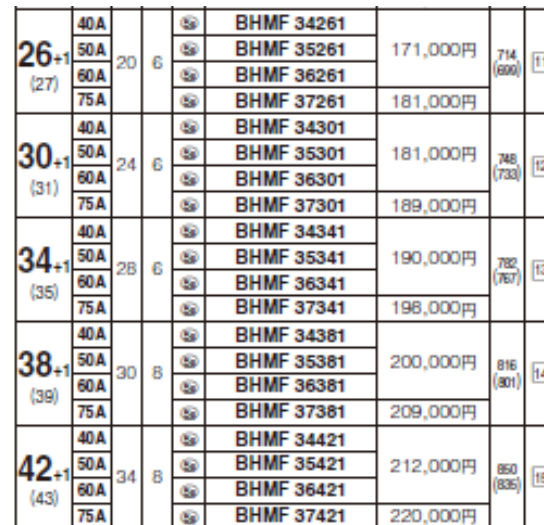 26+1 (27) 20 6 714 (699)
40A BHMF 34261 171,000円
50A BHMF 35261
60A BHMF 36261
75A BHMF 37261 181,000円
30+1 (31) 24 6 748 (733)
40A BHMF 34301 181,000円
50A BHMF 35301
60A BHMF 36301
75A BHMF 37301 189,000円
34+1 (35) 28 6 782 (767)
40A BHMF 34341 190,000円
50A BHMF 35341
60A BHMF 36341
75A BHMF 37341 198,000円
38+1 (39) 30 8 816 (801)
40A BHMF 34381 200,000円
50A BHMF 35381
60A BHMF 36381
75A BHMF 37381 209,000円
42+1 (43) 34 8 850 (835)
40A BHMF 34421 212,000円
50A BHMF 35421
60A BHMF 36421
75A BHMF 37421 220,000円